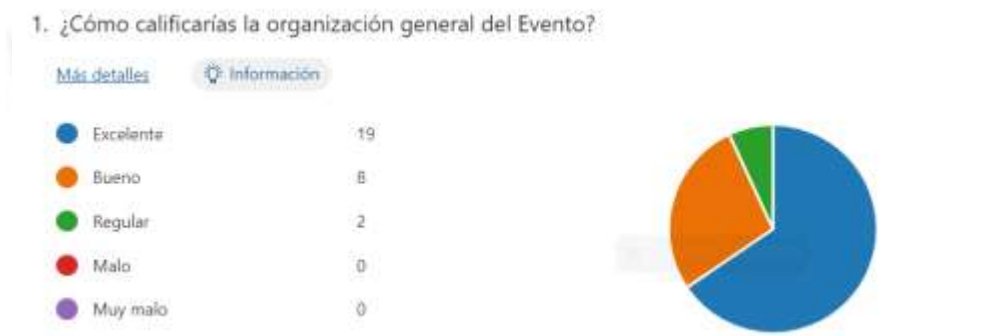 1. ¿Cómo calificarías la organización general del Evento?
Más detalles Información
Excelente 19
Bueno 8
Regular 2
Malo 0
Muy malo 0